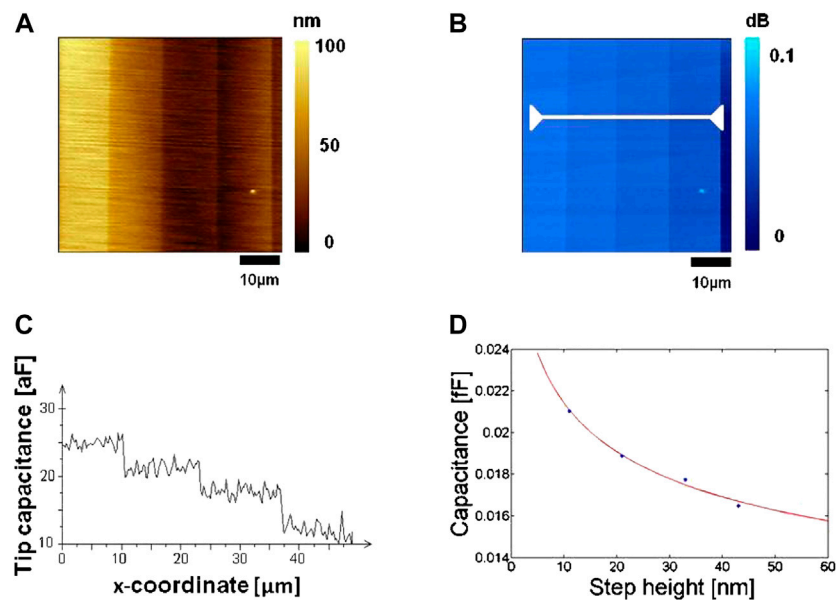 A
nm
100
50
0
10µm
B
dB
0.1
0
10µm
C
Tip capacitance [aF]
30
20
10
0
10
20
30
40
x-coordinate [µm]
D
Capacitance [fF]
0.024
0.022
0.02
0.018
0.016
0.014
0
10
20
30
40
50
60
Step height [nm]